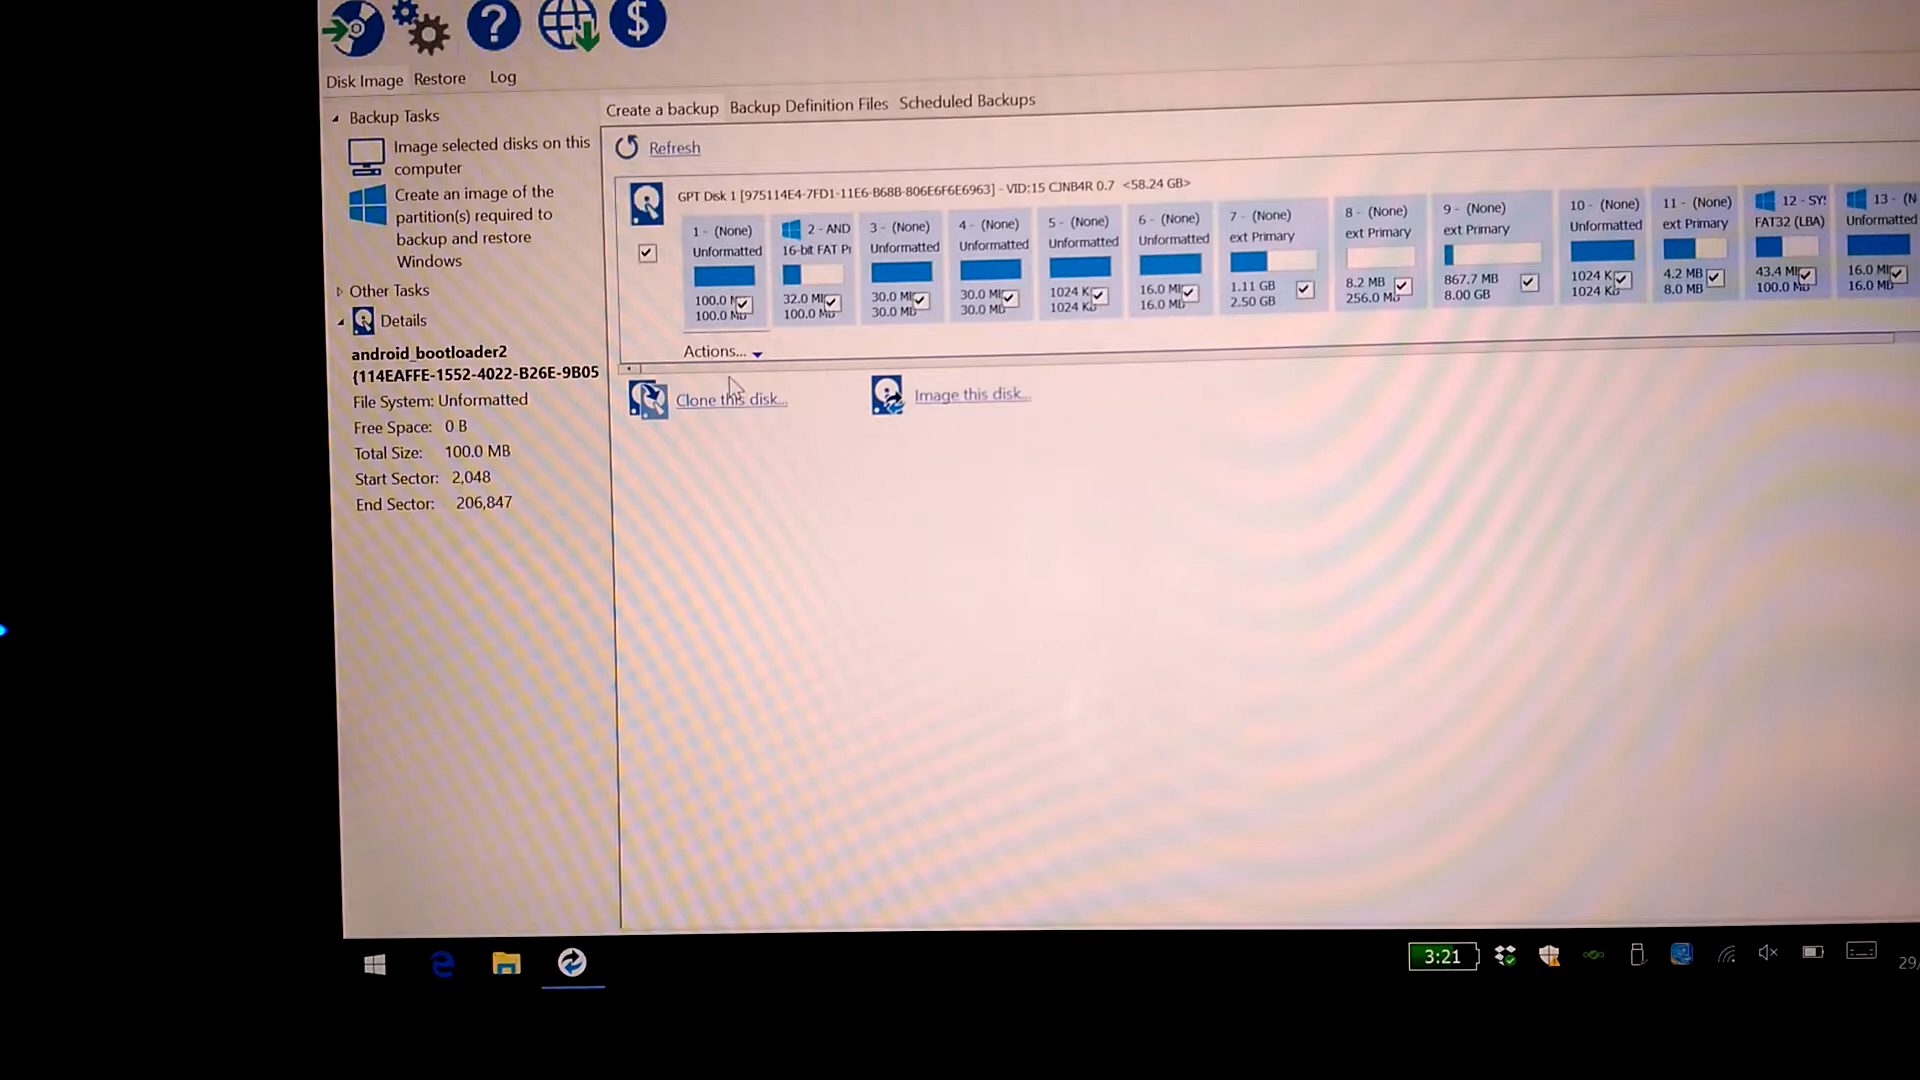 Disk Image Restore Log
Backup Tasks
Image selected disks on this
computer
Create an image of the
partition(s) required to
backup and restore
Windows
Other Tasks
Details
android_bootloader2
{114EAFFE-1552-4022-B26E-9B05
File System: Unformatted
Free Space: 0 B
Total Size: 100.0 MB
Start Sector: 2,048
End Sector: 206,847
Create a backup Backup Definition Files Scheduled Backups
Refresh
GPT Disk 1 [975114E4-7FD1-11E6-B68B-806E6F6E6963] - VID:15 CJNB4R 0.7 <58.24 GB>
1 - (None)
Unformatted
100.0 M
100.0 MB
2 - AND
16-bit FAT Pr
32.0 MB
100.0 MB
3 - (None)
Unformatted
30.0 MB
30.0 MB
4 - (None)
Unformatted
30.0 MB
30.0 MB
5 - (None)
Unformatted
1024 K
1024 KB
6 - (None)
Unformatted
16.0 MB
16.0 MB
7 - (None)
ext Primary
1.11 GB
2.50 GB
8 - (None)
ext Primary
8.2 MB
256.0 MB
9 - (None)
ext Primary
867.7 MB
8.00 GB
10 - (None)
Unformatted
1024 K
1024 KB
11 - (None)
ext Primary
4.2 MB
8.0 MB
12 - SYS
FAT32 (LBA)
43.4 MB
100.0 MB
13 - (N
Unformatted
16.0 MB
16.0 MB
Actions...
Clone this disk... Image this disk...
3:21
29/